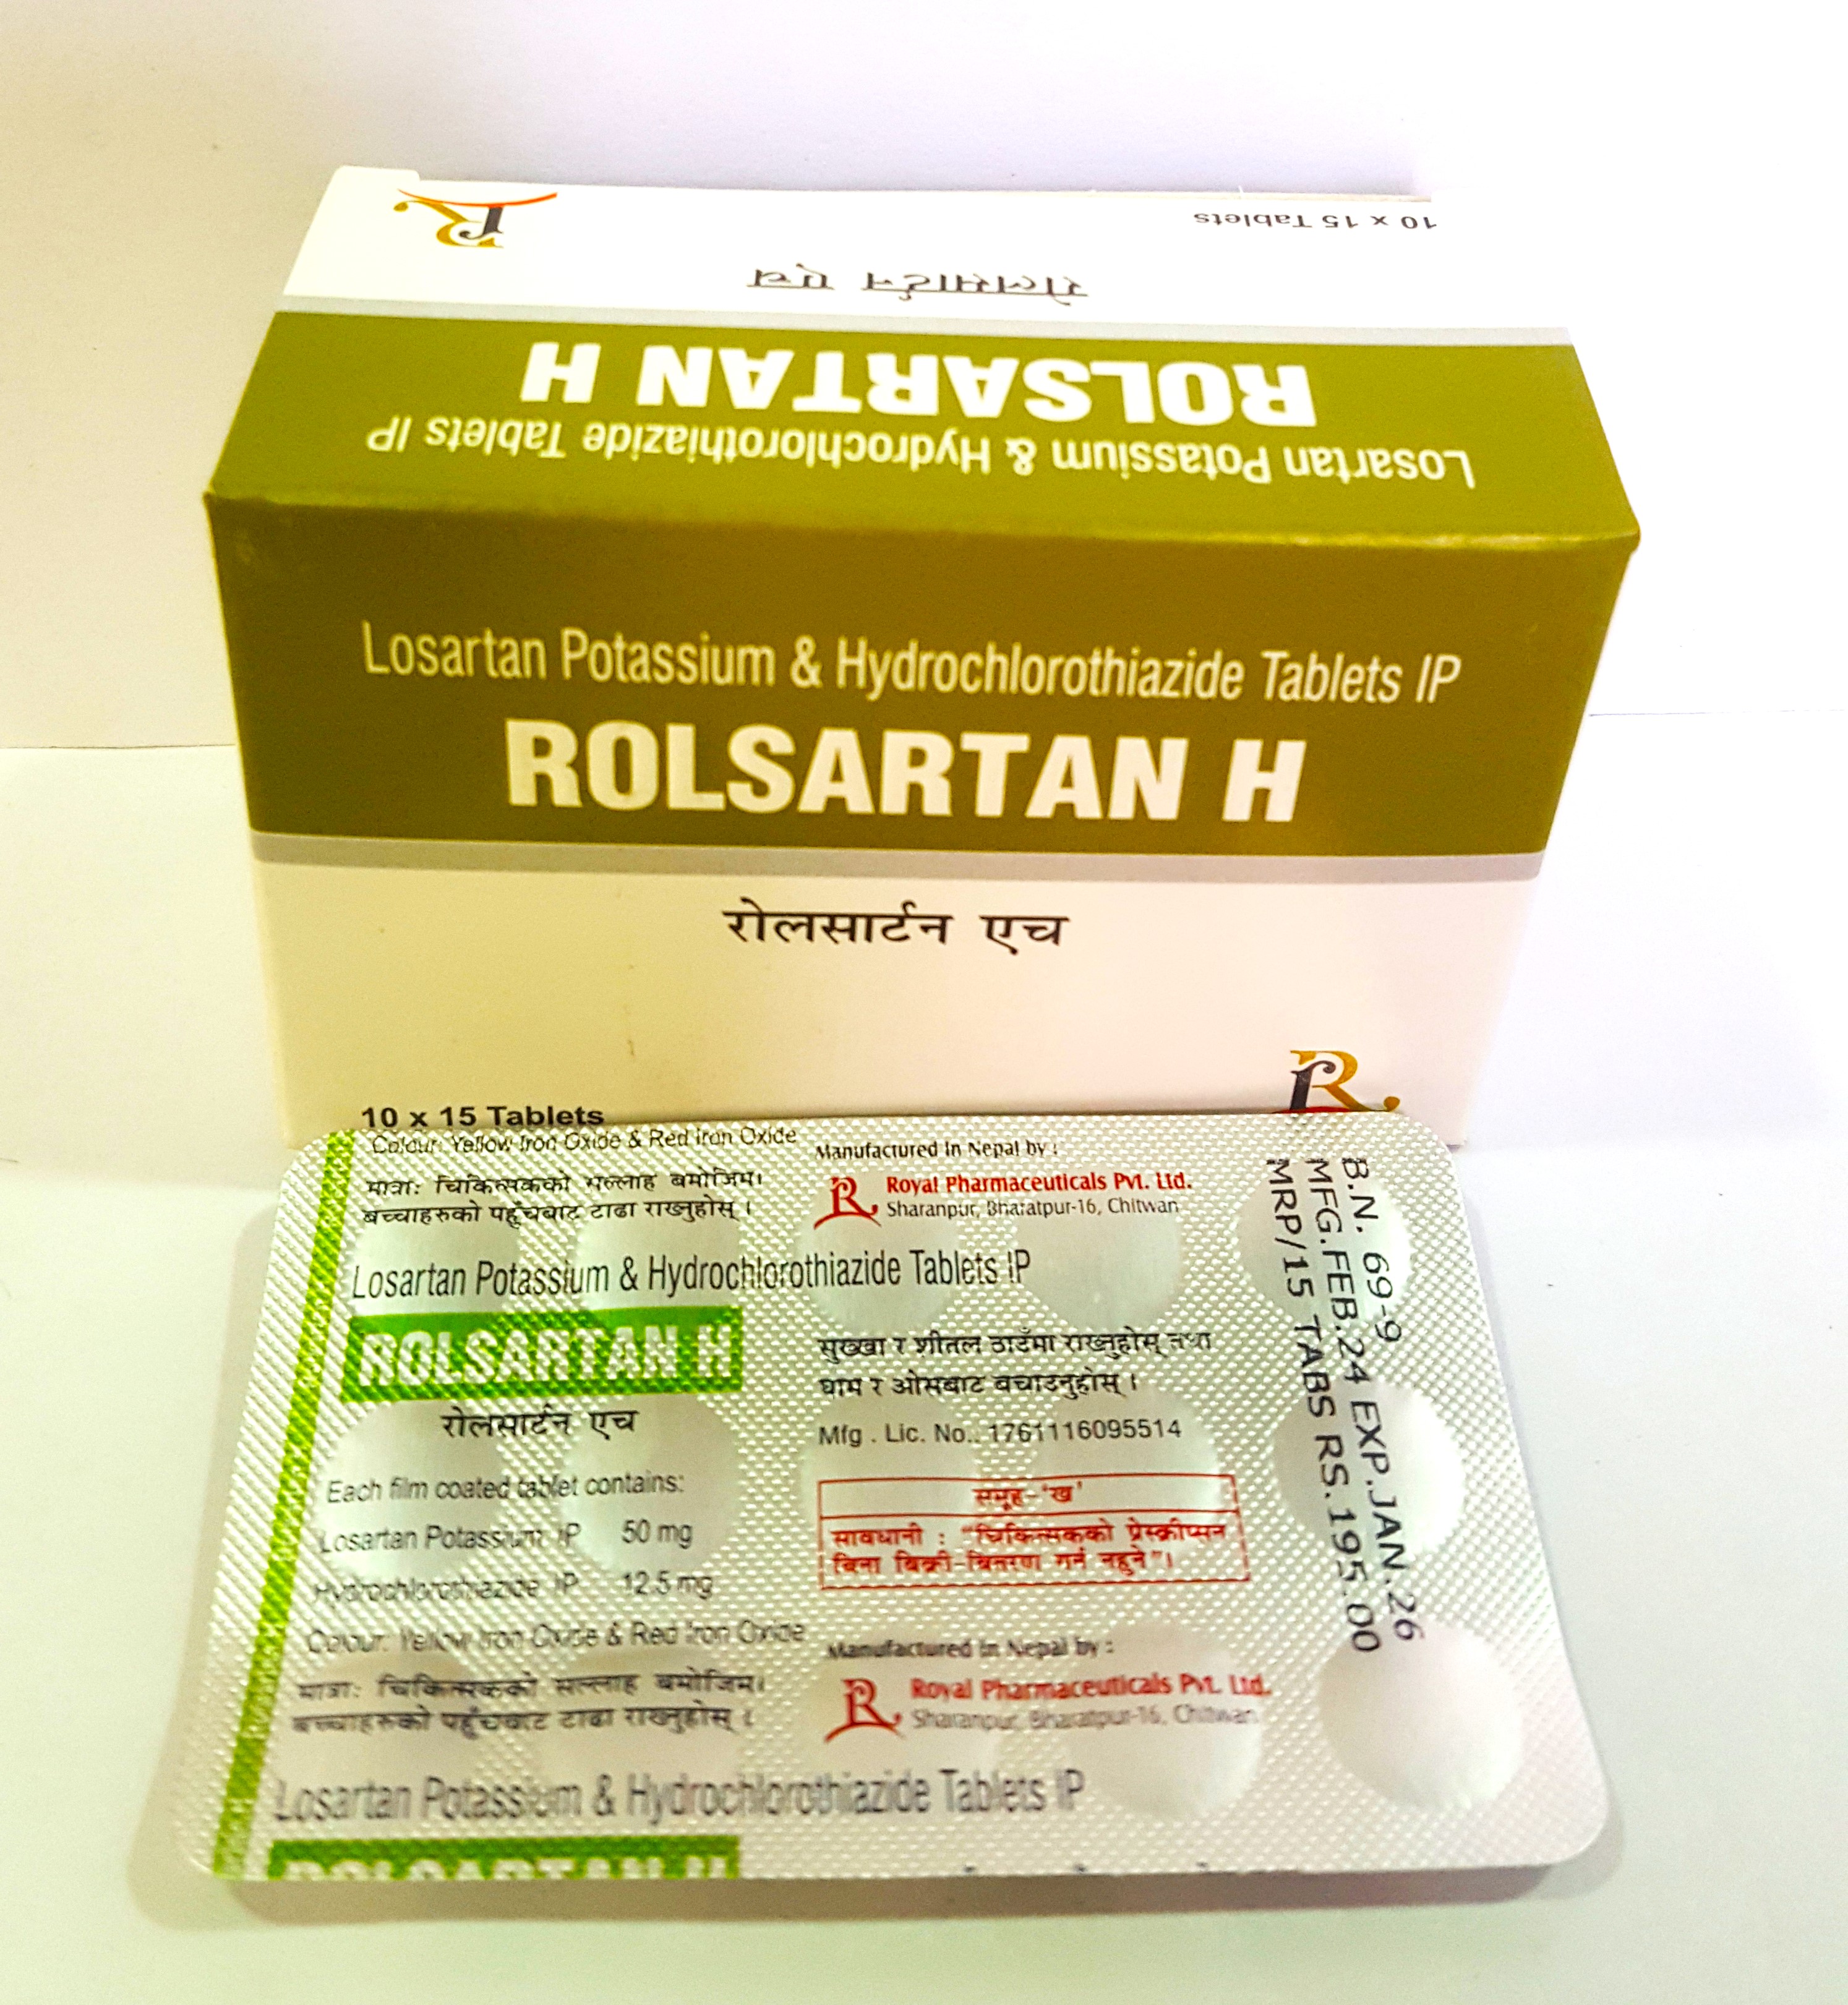 10 x 15 Tablets
रोलसार्टन एच
ROLSARTAN H
Losartan Potassium & Hydrochlorothiazide Tablets IP
Losartan Potassium & Hydrochlorothiazide Tablets IP
ROLSARTAN H
रोलसार्टन एच
10 x 15 Tablets
Colour: Yellow Iron Oxide & Red Iron Oxide
मात्रा: चिकित्सकको सल्लाह बमोजिम।
बच्चाहरुको पहुँचबाट टाढा राख्नुहोस् ।
Manufactured in Nepal by :
Royal Pharmaceuticals Pvt. Ltd.
Sharanpur, Bharatpur-16, Chitwan
Losartan Potassium & Hydrochlorothiazide Tablets IP
ROLSARTAN H
रोलसार्टन एच
Each film coated tablet contains:
Losartan Potassium IP 50 mg
Hydrochlorothiazide IP 12.5 mg
Colour: Yellow Iron Oxide & Red Iron Oxide
मात्रा: चिकित्सकको सल्लाह बमोजिम।
बच्चाहरुको पहुँचबाट टाढा राख्नुहोस् ।
सुख्खा र शीतल ठाउँमा राख्नुहोस् तथा
घाम र ओसबाट बचाउनुहोस् ।
Mfg . Lic. No.: 1761116095514
समूह-'ख'
सावधानी : "चिकित्सकको प्रेस्क्रीप्सन
बिना बिक्री-वितरण गर्न नहुने"।
Manufactured in Nepal by :
Royal Pharmaceuticals Pvt. Ltd.
Sharanpur, Bharatpur-16, Chitwan
Losartan Potassium & Hydrochlorothiazide Tablets IP
ROLSARTAN H
B.N. 69-9
MFG.FEB.24 EXP.JAN.26
MRP/15 TABS RS.195.00